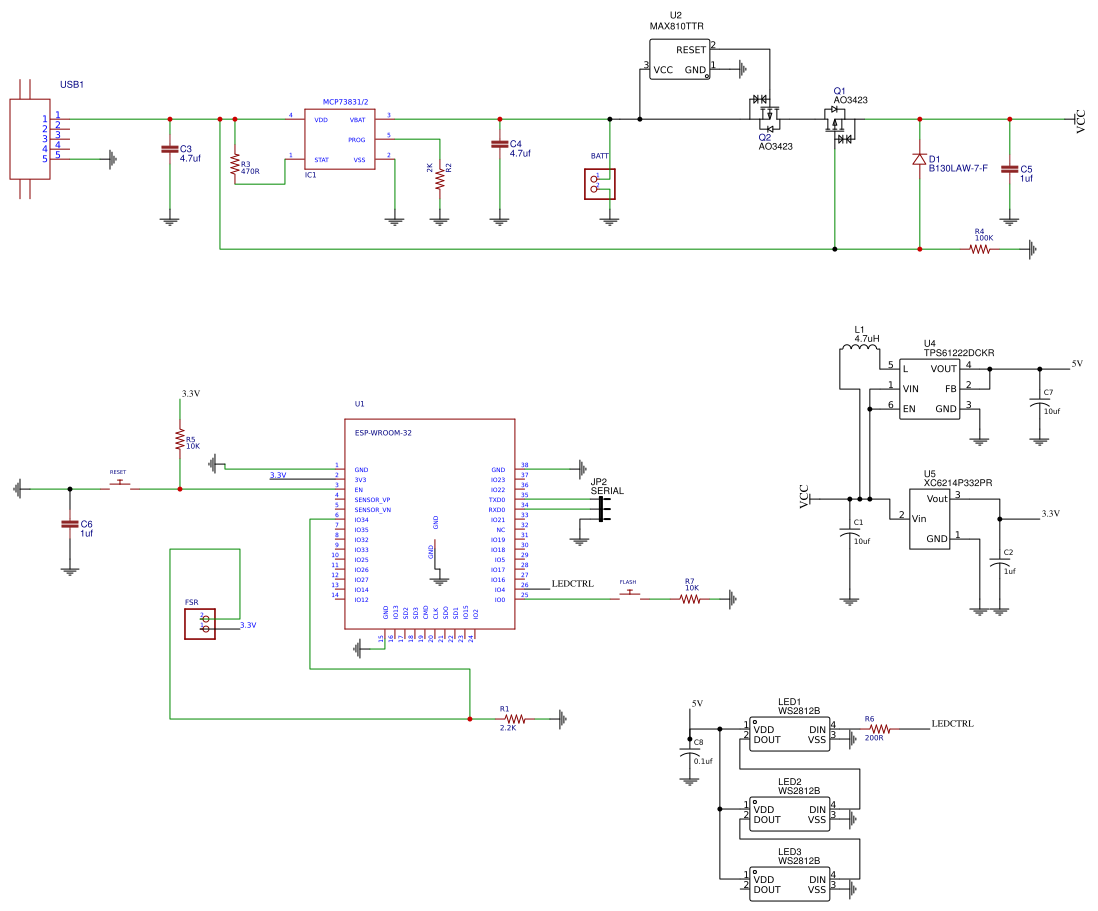 U2
MAX810TTR
RESET
2
3
VCC
GND
1
USB1
1
1
2
2
3
3
4
4
5
5
C3
4.7uf
R3
470R
MCP73831/2
4
VDD
VBAT
3
PROG
5
1
STAT
VSS
2
IC1
2K
R2
C4
4.7uf
BATT
1
2
Q2
AO3423
Q1
AO3423
D1
B130LAW-7-F
C5
1uf
VCC
R4
100K
L1
4.7uH
U4
TPS61222DCKR
5
L
VOUT
4
1
VIN
FB
2
6
EN
GND
3
5V
C7
10uf
U5
XC6214P332PR
VCC
Vout
3
2
Vin
GND
1
3.3V
C1
10uf
C2
1uf
3.3V
R5
10K
RESET
C6
1uf
U1
ESP-WROOM-32
3.3V
1
GND
2
3V3
3
EN
4
SENSOR_VP
5
SENSOR_VN
6
IO34
7
IO35
8
IO32
9
IO33
10
IO25
11
IO26
12
IO27
13
IO14
14
IO12
GND
38
IO23
37
IO22
36
TXD0
35
RXD0
34
IO21
33
NC
32
IO19
31
IO18
30
IO5
29
IO17
28
IO16
27
IO4
26
IO0
25
GND
GND
GND
IO13
SD2
SD3
CMD
CLK
SDO
SD1
IO15
IO2
15
16
17
18
19
20
21
22
23
24
JP2
SERIAL
LEDCTRL
FLASH
R7
10K
FSR
2
1
3.3V
R1
2.2K
5V
C8
0.1uf
LED1
WS2812B
1
VDD
DIN
4
2
DOUT
VSS
3
R6
200R
LEDCTRL
LED2
WS2812B
1
VDD
DIN
4
2
DOUT
VSS
3
LED3
WS2812B
1
VDD
DIN
4
2
DOUT
VSS
3